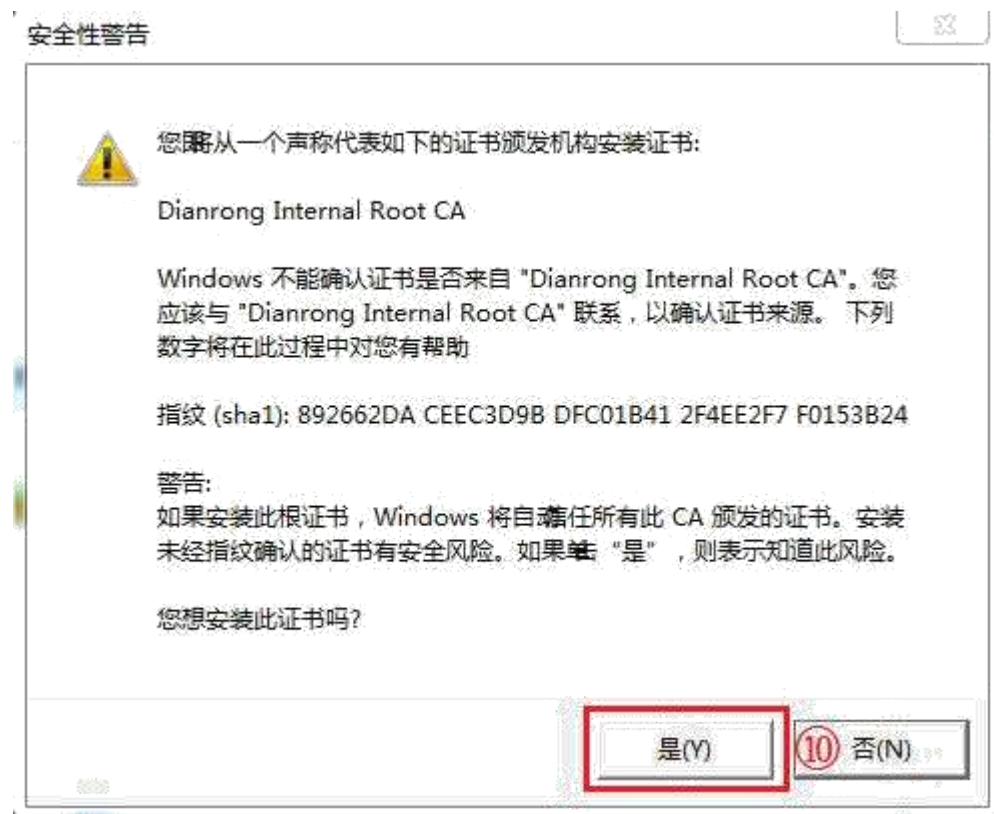 安全性警告
您即将从一个声称代表如下的证书颁发机构安装证书:
Dianrong Internal Root CA
Windows 不能确认证书是否来自 "Dianrong Internal Root CA"。您
应该与 "Dianrong Internal Root CA" 联系，以确认证书来源。 下列
数字将在此过程中对您有帮助
指纹 (sha1): 892662DA CEEC3D9B DFC01B41 2F4EE2F7 F0153B24
警告:
如果安装此根证书，Windows 将自动信任所有此 CA 颁发的证书。安装
未经指纹确认的证书有安全风险。如果单击“是”，则表示知道此风险。
您想安装此证书吗?
是(Y) ⑩ 否(N)